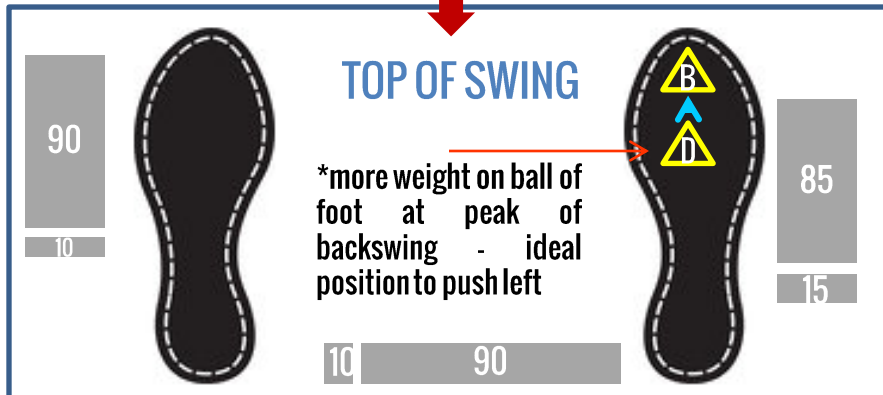 TOP OF SWING
90
10
B
D
*more weight on ball of
foot at peak of
backswing - ideal
position to push left
85
15
10
90